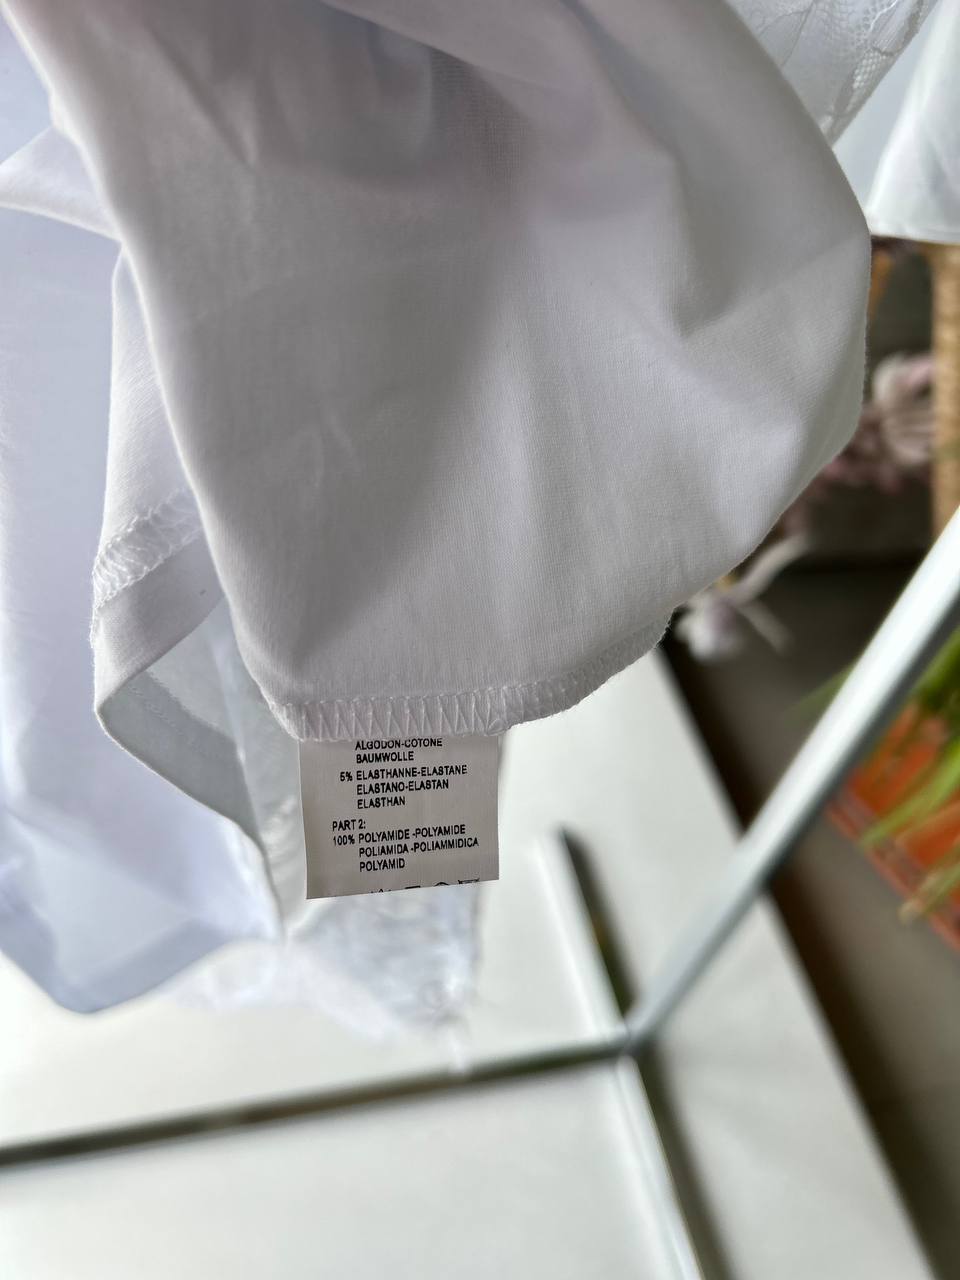 ALGODON-COTONE
BAUMWOLLE
5% ELASTHANNE-ELASTANE
ELASTANO-ELASTAN
ELASTHAN
PART 2:
100% POLYAMIDE -POLYAMIDE
POLIAMIDA -POLIAMMIDICA
POLYAMID